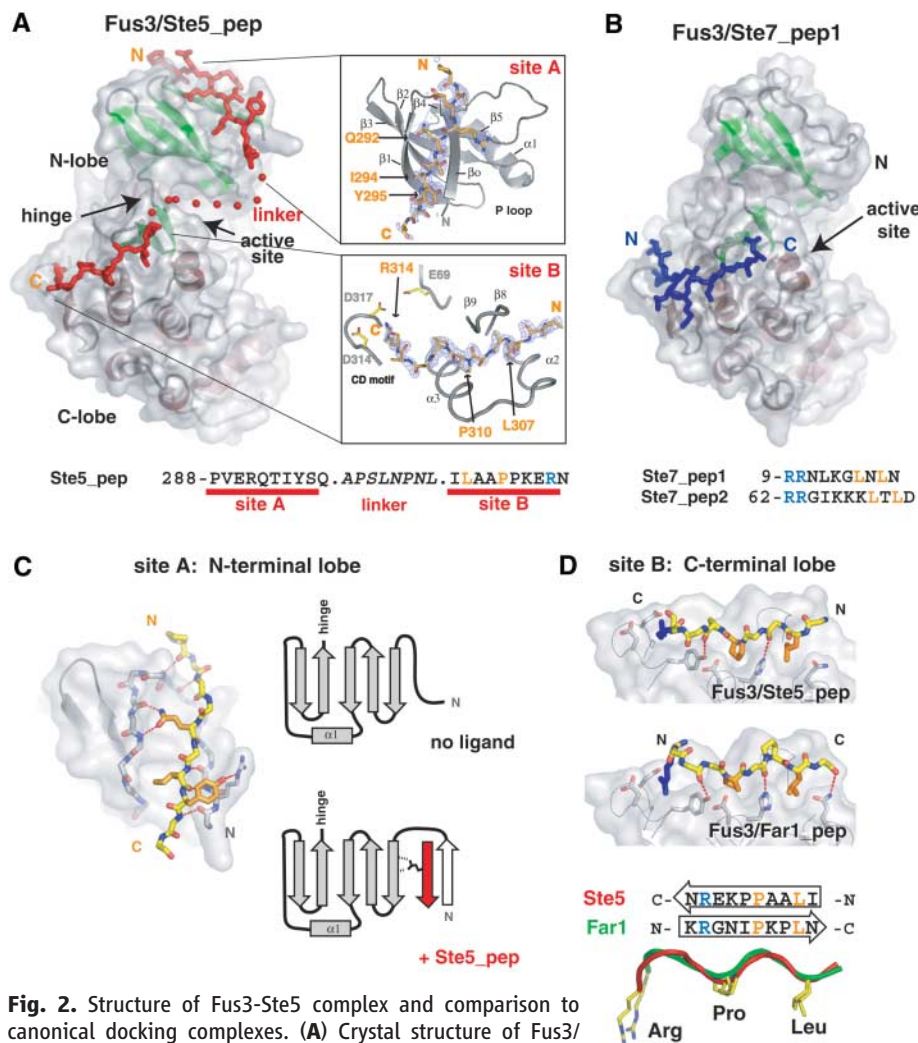 A
Fus3/Ste5_pep
N
N-lobe
hinge
linker
active site
C
C-lobe
site A
N
β2
β3
β4
β5
Q292
β1
α1
I294
βo
Y295
N
P loop
C
site B
R314
E69
D317
C
β9
β8
N
D314
CD motif
α3
α2
P310
L307
Ste5_pep 288-PVERQTIYSQ.APSLNPNL.ILAAPPKERN
site A linker site B
B
Fus3/Ste7_pep1
N
active site
N
C
Ste7_pep1 9-RRNLKGLNLN
Ste7_pep2 62-RRGIKKKLTLD
C
site A: N-terminal lobe
N
N
C
hinge
N
α1
no ligand
hinge
N
α1
+ Ste5_pep
D
site B: C-terminal lobe
C
N
Fus3/Ste5_pep
N
C
Fus3/Far1_pep
Ste5 C-NREKPPAALI-N
Far1 N-KRGNIPKPLN-C
Arg
Pro
Leu
Fig. 2. Structure of Fus3-Ste5 complex and comparison to
canonical docking complexes. (A) Crystal structure of Fus3/